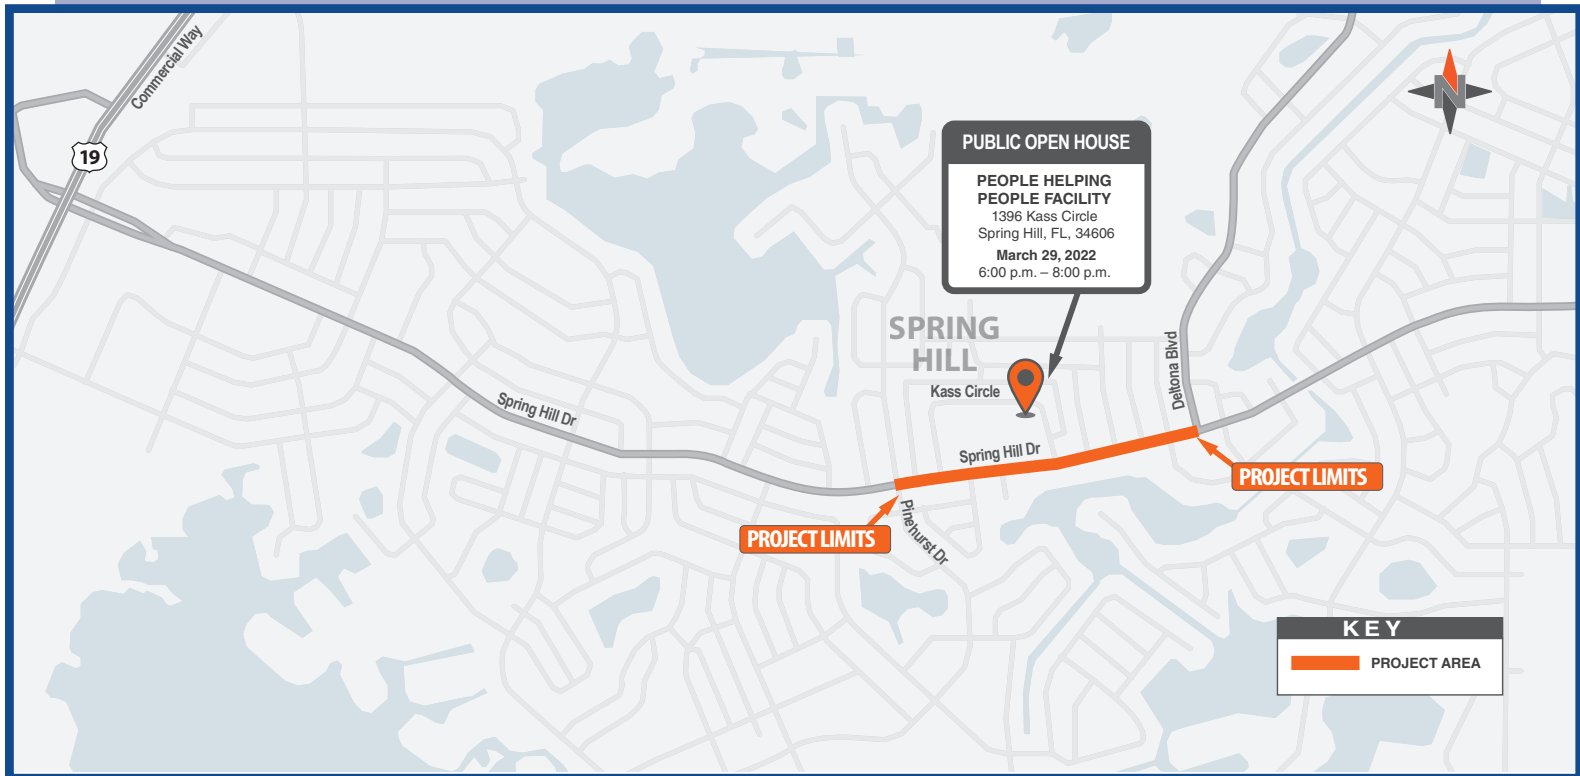 Commercial Way
19
N
PUBLIC OPEN HOUSE
PEOPLE HELPING
PEOPLE FACILITY
1396 Kass Circle
Spring Hill, FL, 34606
March 29, 2022
6:00 p.m. – 8:00 p.m.
SPRING
HILL
Kass Circle
Deltona Blvd
Spring Hill Dr
Spring Hill Dr
PROJECT LIMITS
PROJECT LIMITS
Pinehurst Dr
KEY
PROJECT AREA